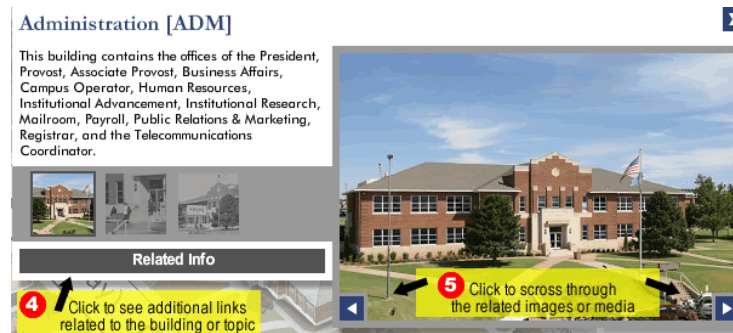 Administration [ADM]
This building contains the offices of the President,
Provost, Associate Provost, Business Affairs,
Campus Operator, Human Resources,
Institutional Advancement, Institutional Research,
Mailroom, Payroll, Public Relations & Marketing,
Registrar, and the Telecommunications
Coordinator.
Related Info
4 Click to see additional links
related to the building or topic
5 Click to scross through
the related images or media